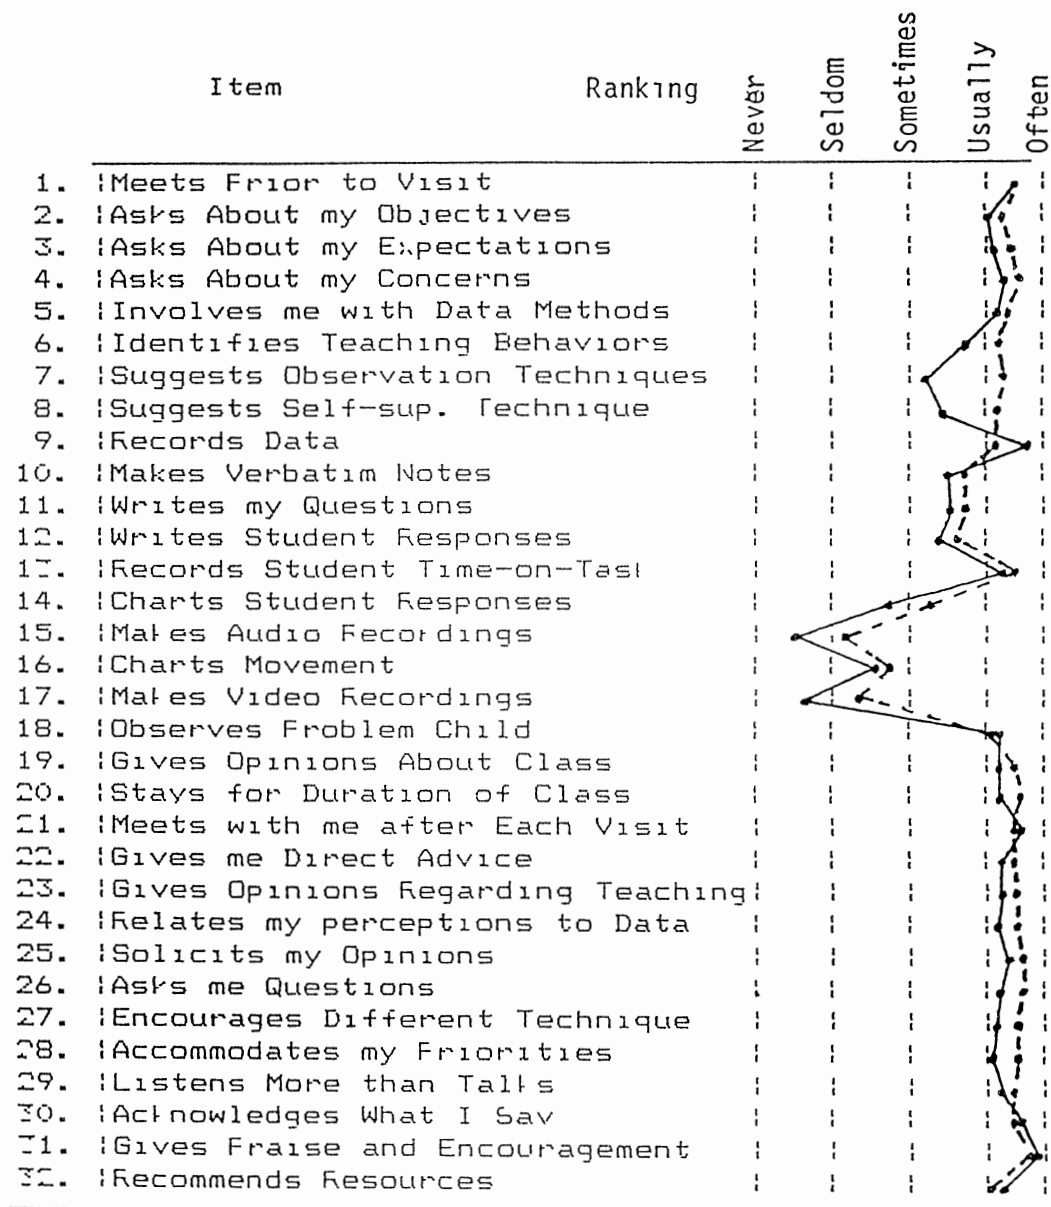 Item Ranking Never Seldom Sometimes Usually Often
1. Meets Prior to Visit
2. Asks About my Objectives
3. Asks About my Expectations
4. Asks About my Concerns
5. Involves me with Data Methods
6. Identifies Teaching Behaviors
7. Suggests Observation Techniques
8. Suggests Self-sup. Technique
9. Records Data
10. Makes Verbatim Notes
11. Writes my Questions
12. Writes Student Responses
13. Records Student Time-on-Task
14. Charts Student Responses
15. Makes Audio Recordings
16. Charts Movement
17. Makes Video Recordings
18. Observes Problem Child
19. Gives Opinions About Class
20. Stays for Duration of Class
21. Meets with me after Each Visit
22. Gives me Direct Advice
23. Gives Opinions Regarding Teaching
24. Relates my perceptions to Data
25. Solicits my Opinions
26. Asks me Questions
27. Encourages Different Technique
28. Accommodates my Priorities
29. Listens More than Talks
30. Acknowledges What I Say
31. Gives Praise and Encouragement
32. Recommends Resources